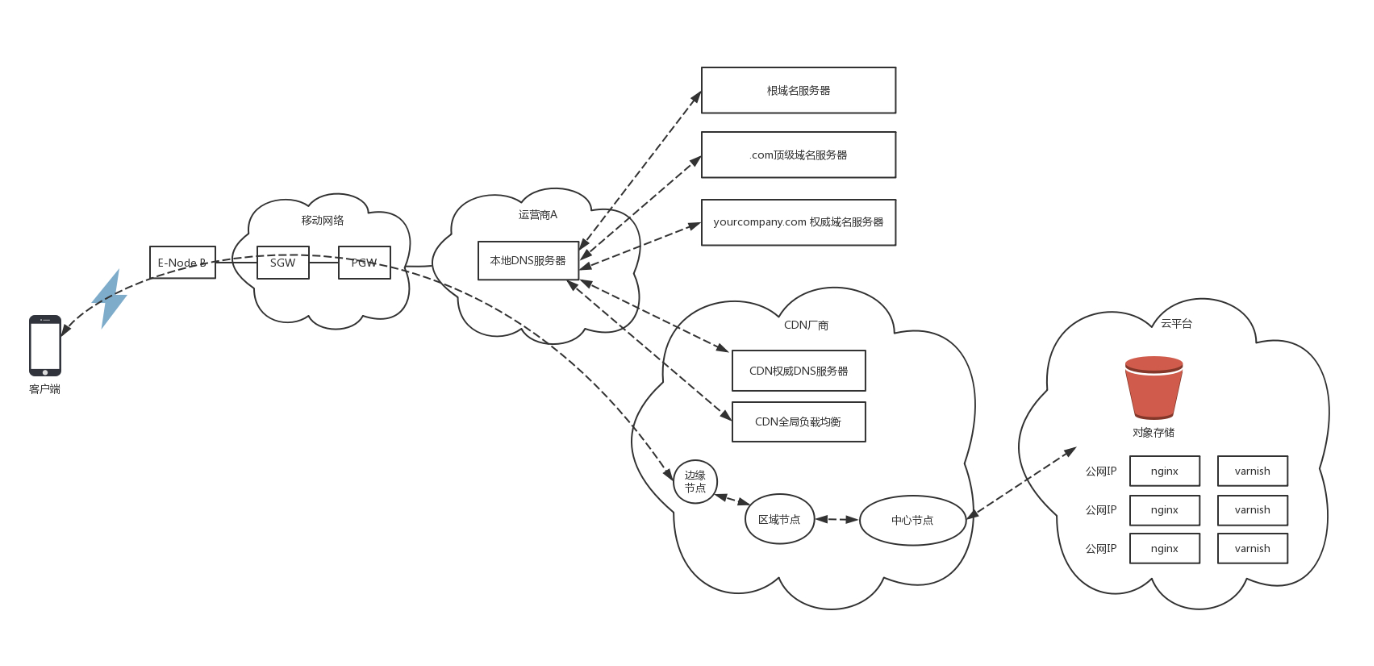 根域名服务器
.com顶级域名服务器
yourcompany.com 权威域名服务器
移动网络
运营商A
E-Node B
SGW
PGW
本地DNS服务器
客户端
CDN厂商
CDN权威DNS服务器
CDN全局负载均衡
边缘
节点
区域节点
中心节点
云平台
对象存储
公网IP nginx varnish
公网IP nginx varnish
公网IP nginx varnish